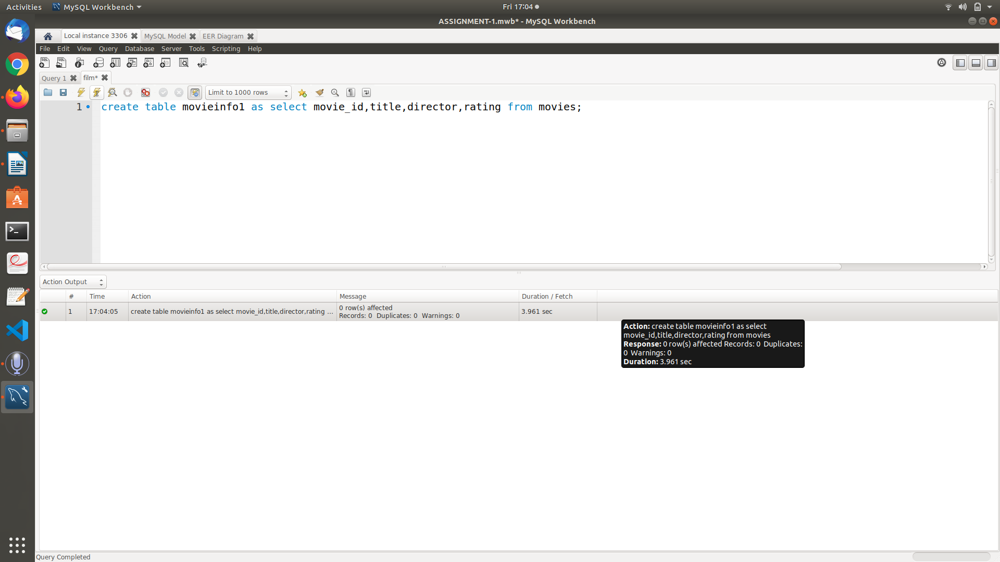 Activities MySQL Workbench Fri 17:04
ASSIGNMENT-1.mwb* - MySQL Workbench
Local instance 3306 MySQL Model EER Diagram
File Edit View Query Database Server Tools Scripting Help
Query 1 film*
Limit to 1000 rows
1 create table movieinfo1 as select movie_id,title,director,rating from movies;
Action Output
# Time Action Message Duration / Fetch
1 17:04:05 create table movieinfo1 as select movie_id,title,director,rating ... 0 row(s) affected 3.961 sec
Records: 0 Duplicates: 0 Warnings: 0
Action: create table movieinfo1 as select
movie_id,title,director,rating from movies
Response: 0 row(s) affected Records: 0 Duplicates:
0 Warnings: 0
Duration: 3.961 sec
Query Completed